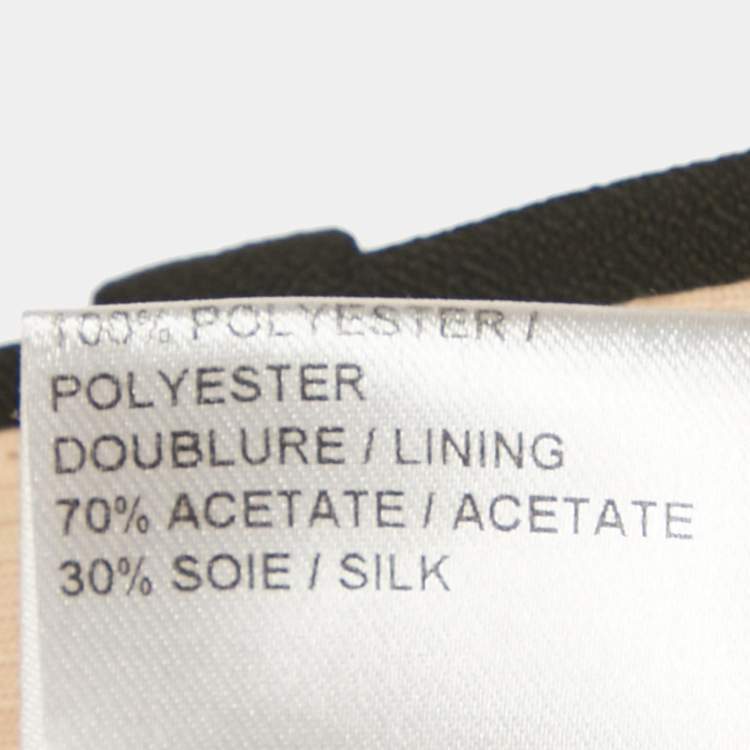 100% POLYESTER /
POLYESTER
DOUBLURE / LINING
70% ACETATE / ACETATE
30% SOIE / SILK